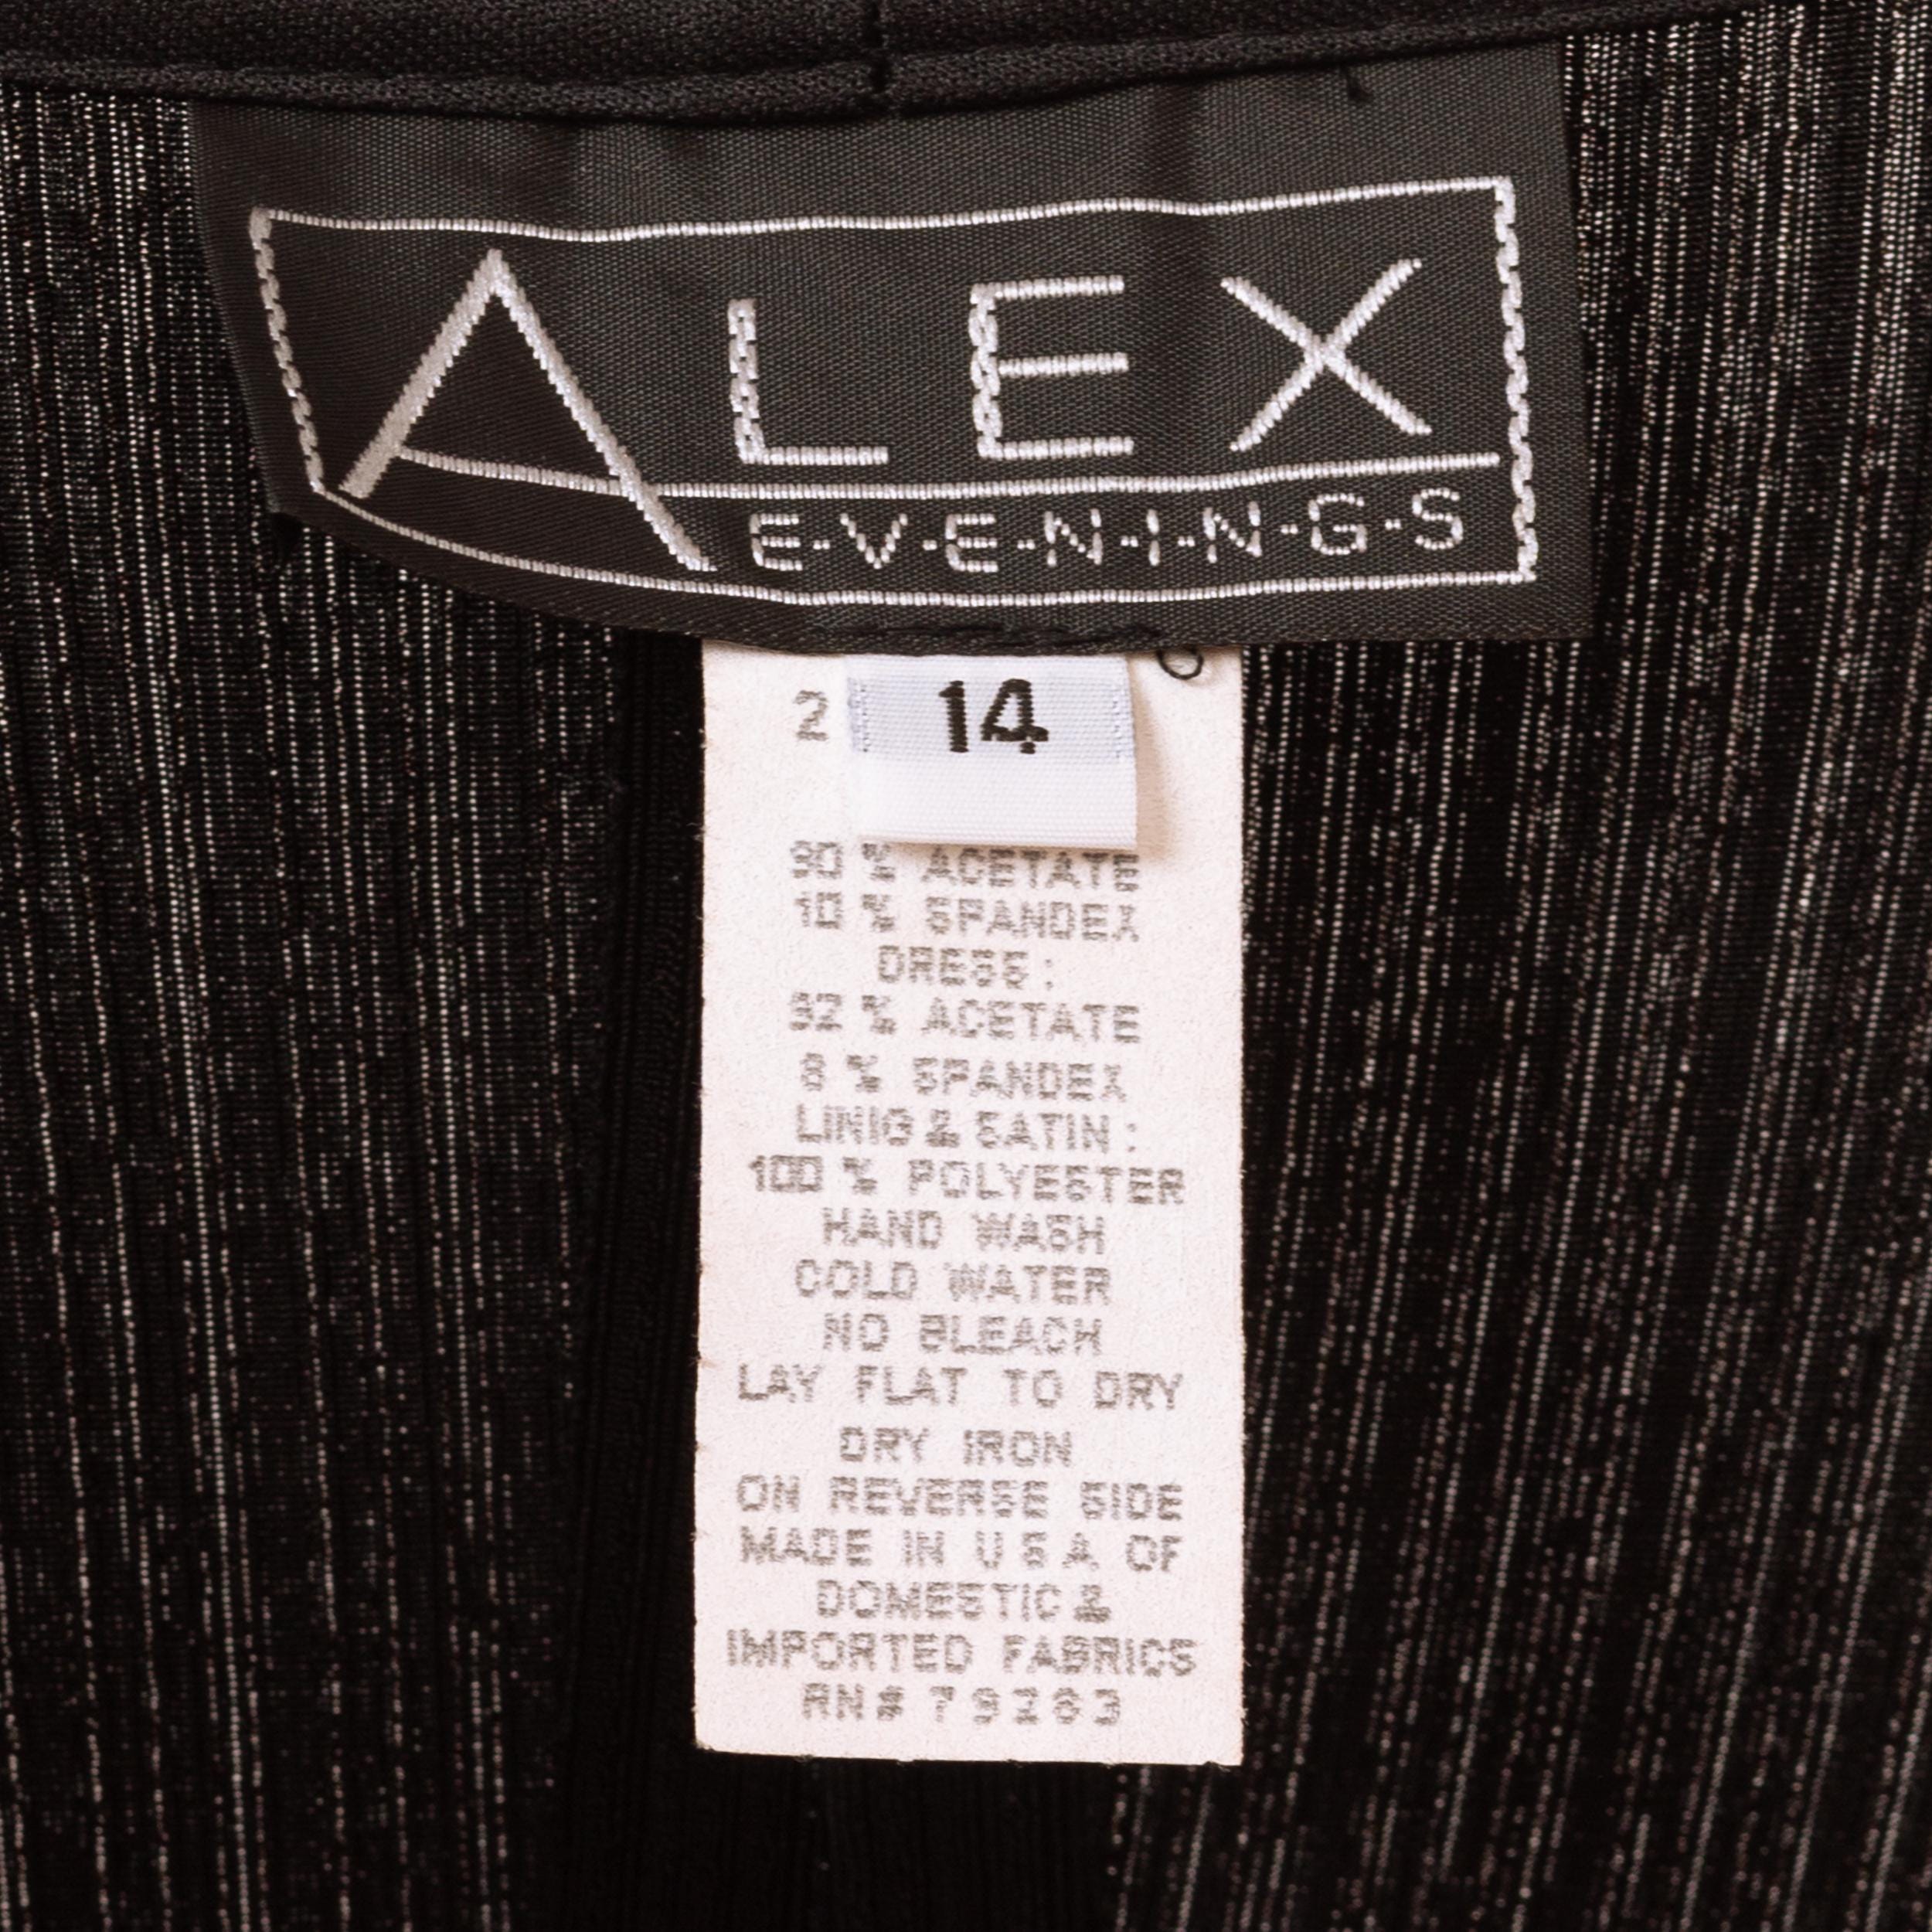 ALEX
E-V-E-N-I-N-G-S
2 14
90 % ACETATE
10 % SPANDEX
DRESS :
92 % ACETATE
8 % SPANDEX
LINIG & SATIN :
100 % POLYESTER
HAND WASH
COLD WATER
NO BLEACH
LAY FLAT TO DRY
DRY IRON
ON REVERSE SIDE
MADE IN U S A OF
DOMESTIC &
IMPORTED FABRICS
RN#